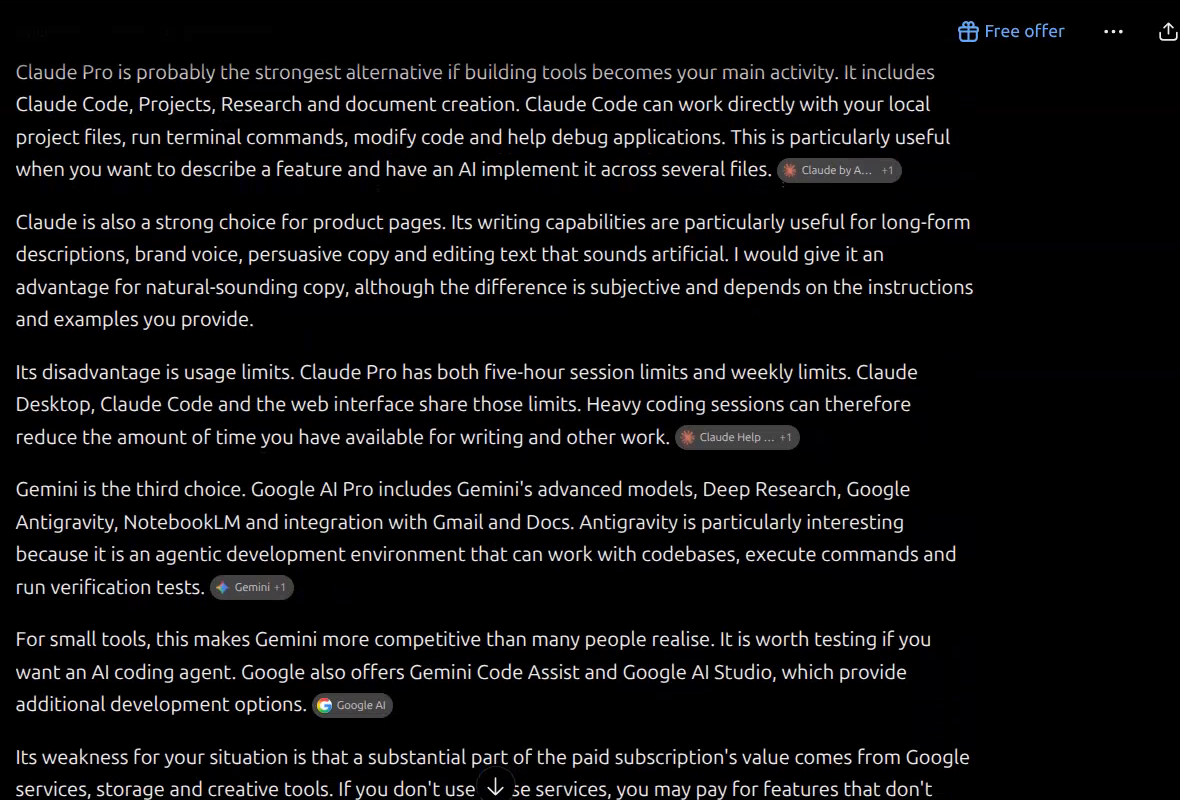 Free offer
Claude Pro is probably the strongest alternative if building tools becomes your main activity. It includes
Claude Code, Projects, Research and document creation. Claude Code can work directly with your local
project files, run terminal commands, modify code and help debug applications. This is particularly useful
when you want to describe a feature and have an AI implement it across several files. Claude by A... +1
Claude is also a strong choice for product pages. Its writing capabilities are particularly useful for long-form
descriptions, brand voice, persuasive copy and editing text that sounds artificial. I would give it an
advantage for natural-sounding copy, although the difference is subjective and depends on the instructions
and examples you provide.
Its disadvantage is usage limits. Claude Pro has both five-hour session limits and weekly limits. Claude
Desktop, Claude Code and the web interface share those limits. Heavy coding sessions can therefore
reduce the amount of time you have available for writing and other work. Claude Help ... +1
Gemini is the third choice. Google AI Pro includes Gemini's advanced models, Deep Research, Google
Antigravity, NotebookLM and integration with Gmail and Docs. Antigravity is particularly interesting
because it is an agentic development environment that can work with codebases, execute commands and
run verification tests. Gemini +1
For small tools, this makes Gemini more competitive than many people realise. It is worth testing if you
want an AI coding agent. Google also offers Gemini Code Assist and Google AI Studio, which provide
additional development options. Google AI
Its weakness for your situation is that a substantial part of the paid subscription's value comes from Google
services, storage and creative tools. If you don't use se services, you may pay for features that don't